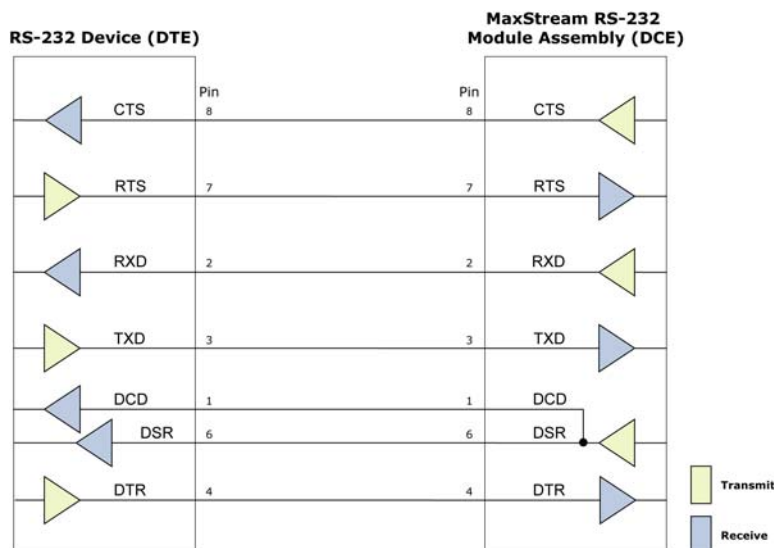 RS-232 Device (DTE)
MaxStream RS-232
Module Assembly (DCE)
Pin
Pin
CTS
8
8
CTS
RTS
7
7
RTS
RXD
2
2
RXD
TXD
3
3
TXD
DCD
1
1
DCD
DSR
6
6
DSR
DTR
4
4
DTR
Transmit
Receive